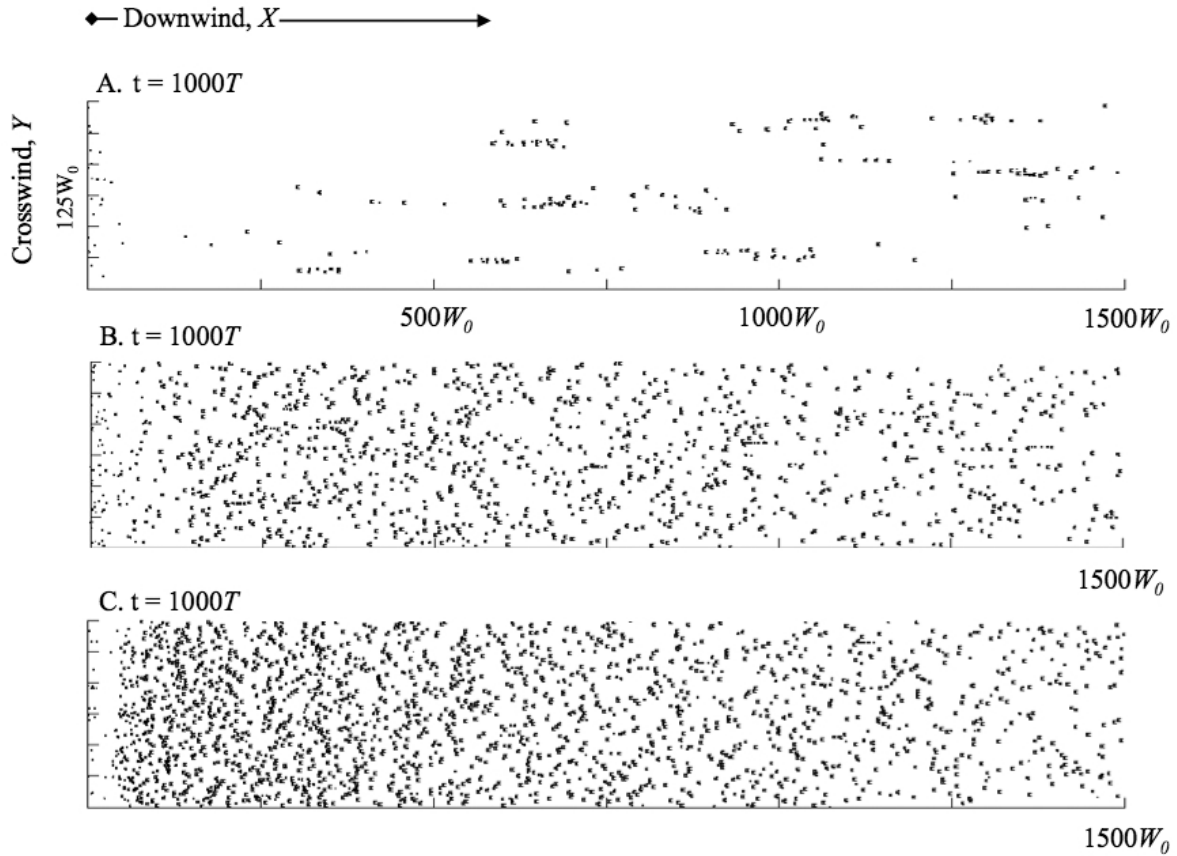 Downwind, X
A. t = 1000T
Crosswind, Y
125W₀
500W₀ 1000W₀ 1500W₀
B. t = 1000T
1500W₀
C. t = 1000T
1500W₀